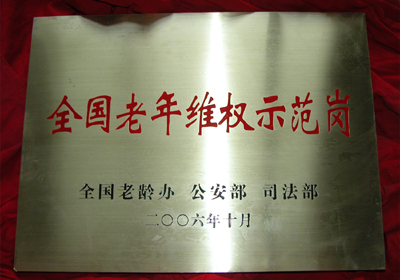 全国老年维权示范岗
全国老龄办 公安部 司法部
二〇〇六年十月